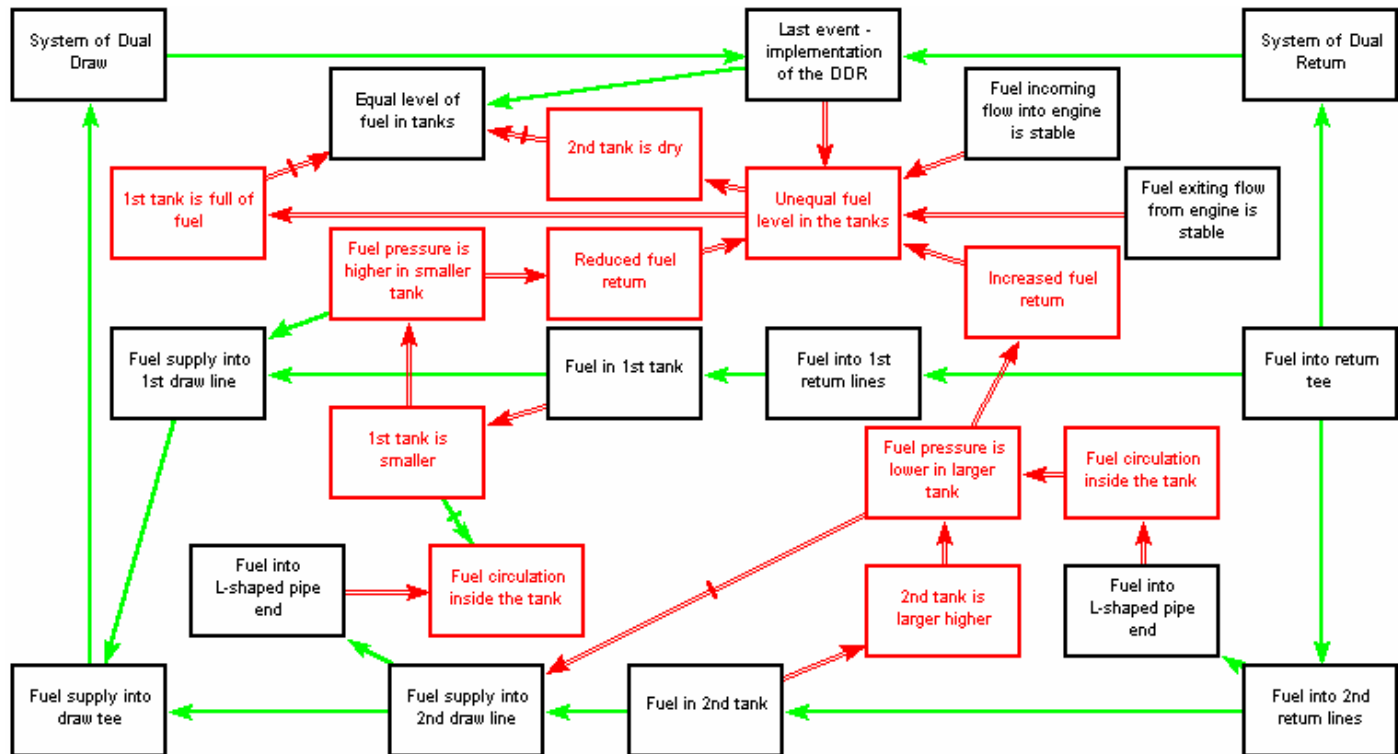 System of Dual
Draw
Last event -
implementation
of the DDR
System of Dual
Return
Equal level of
fuel in tanks
Fuel incoming
flow into engine
is stable
2nd tank is dry
1st tank is full of
fuel
Unequal fuel
level in the tanks
Fuel exiting flow
from engine is
stable
Fuel pressure is
higher in smaller
tank
Reduced fuel
return
Increased fuel
return
Fuel supply into
1st draw line
Fuel in 1st tank
Fuel into 1st
return lines
Fuel into return
tee
1st tank is
smaller
Fuel pressure is
lower in larger
tank
Fuel circulation
inside the tank
Fuel into
L-shaped pipe
end
Fuel circulation
inside the tank
2nd tank is
larger higher
Fuel into
L-shaped pipe
end
Fuel supply into
draw tee
Fuel supply into
2nd draw line
Fuel in 2nd tank
Fuel into 2nd
return lines